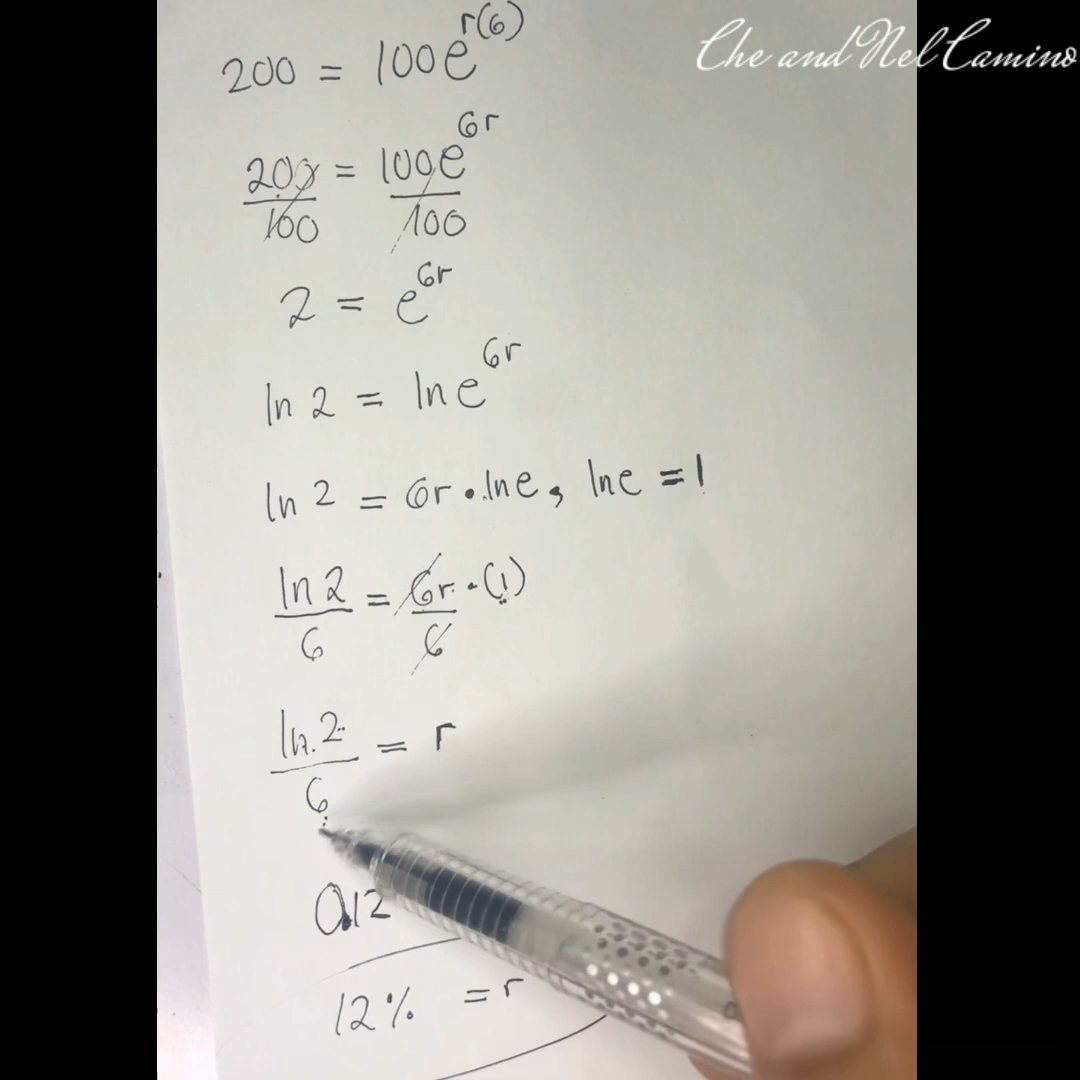 Che and Nel Camino
200 = 100e^r(6)
200/100 = 100e^6r/100
2 = e^6r
ln 2 = ln e^6r
ln 2 = 6r · ln e, ln e = 1
ln 2/6 = 6r · (1)/6
ln 2/6 = r
0.12
12% = r